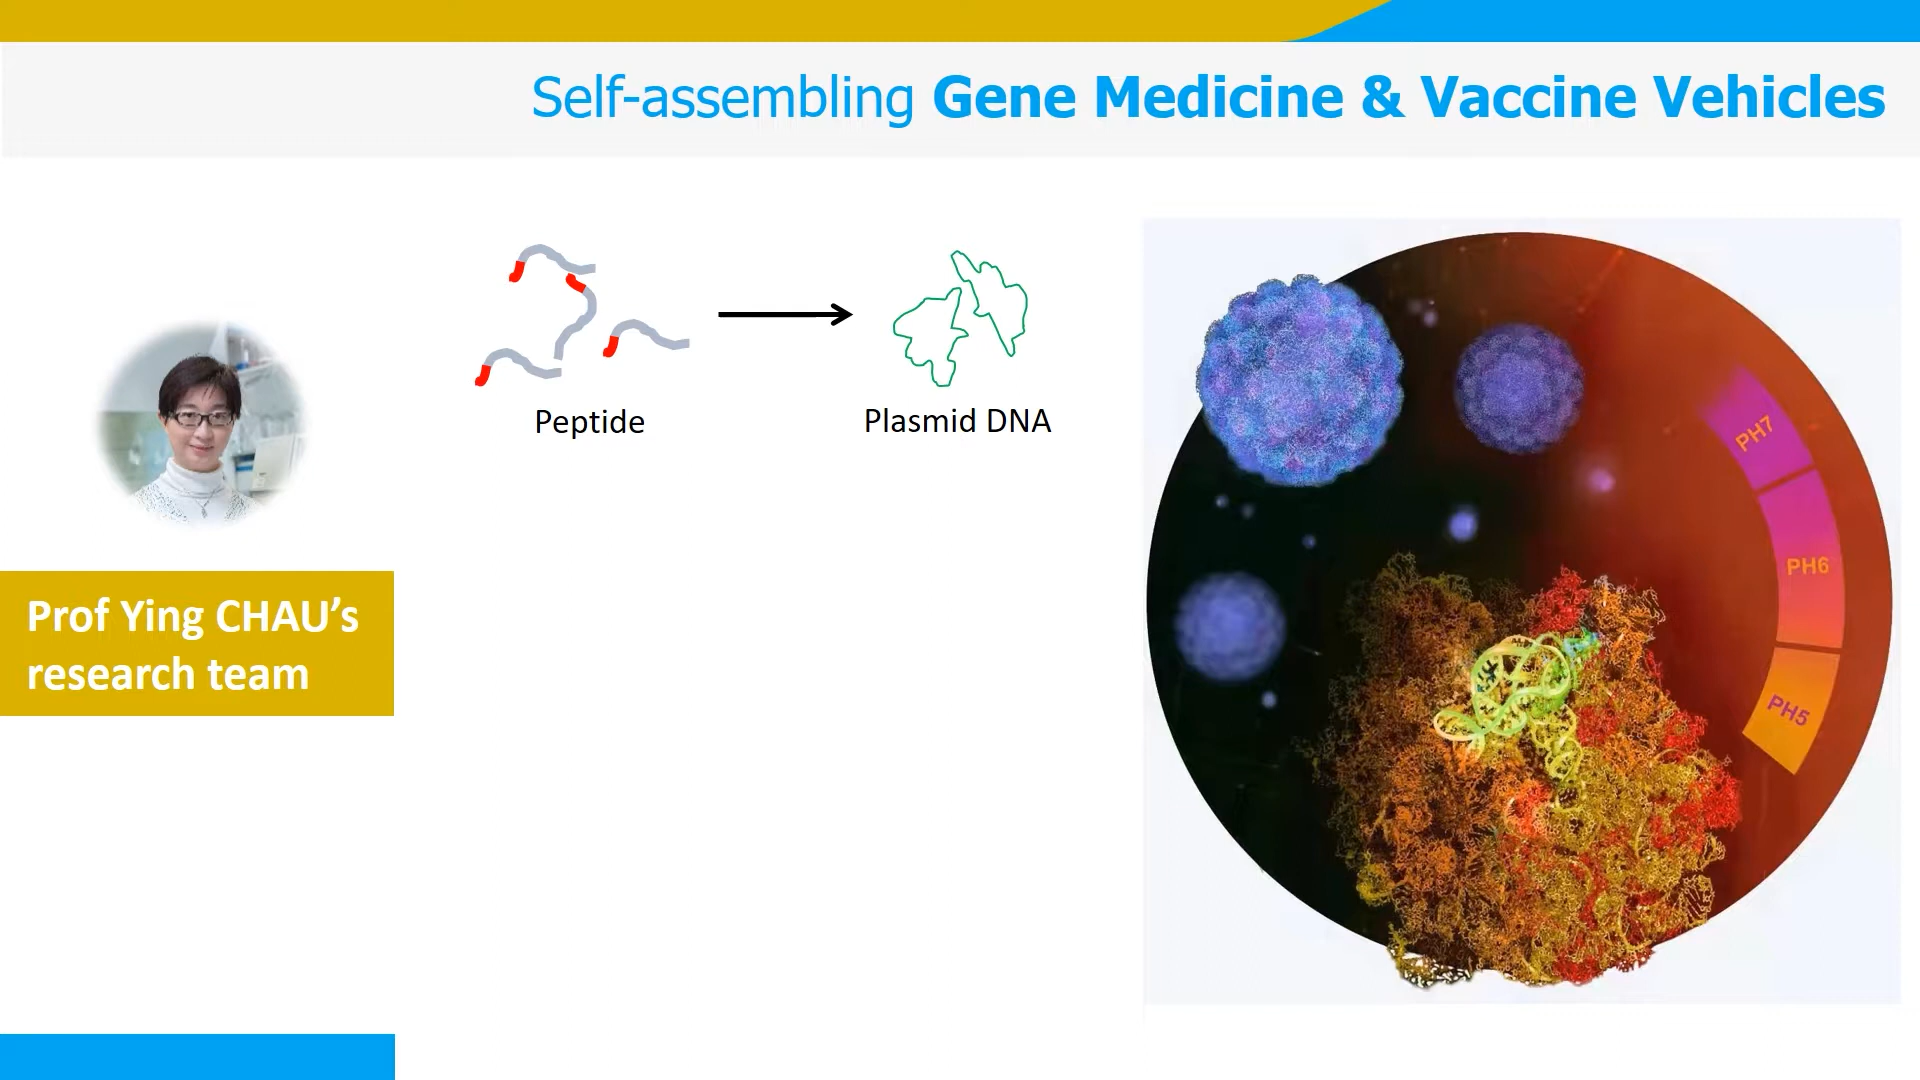 Self-assembling Gene Medicine & Vaccine Vehicles
Peptide
Plasmid DNA
Prof Ying CHAU’s
research team
PH7
PH6
PH5